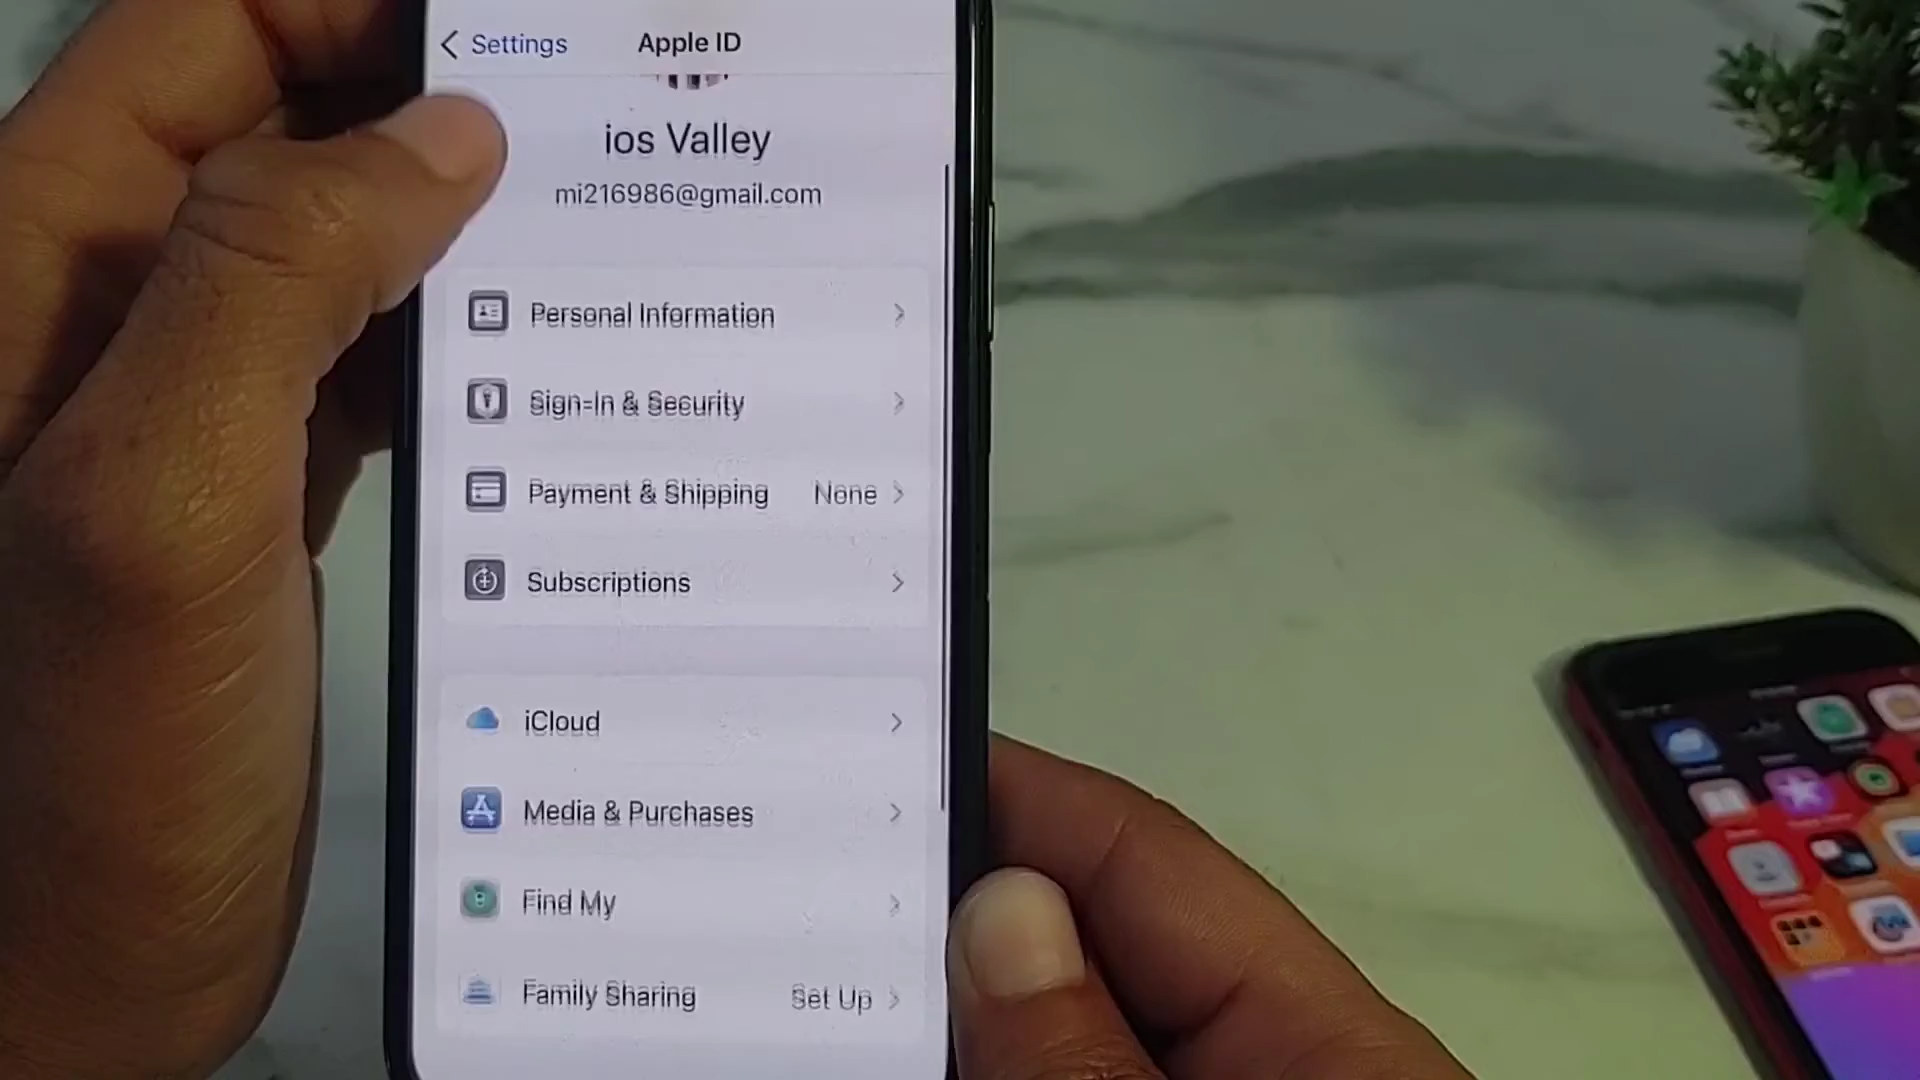 Settings Apple ID
ios Valley
mi216986@gmail.com
Personal Information
Sign-In & Security
Payment & Shipping None
Subscriptions
iCloud
Media & Purchases
Find My
Family Sharing Set Up